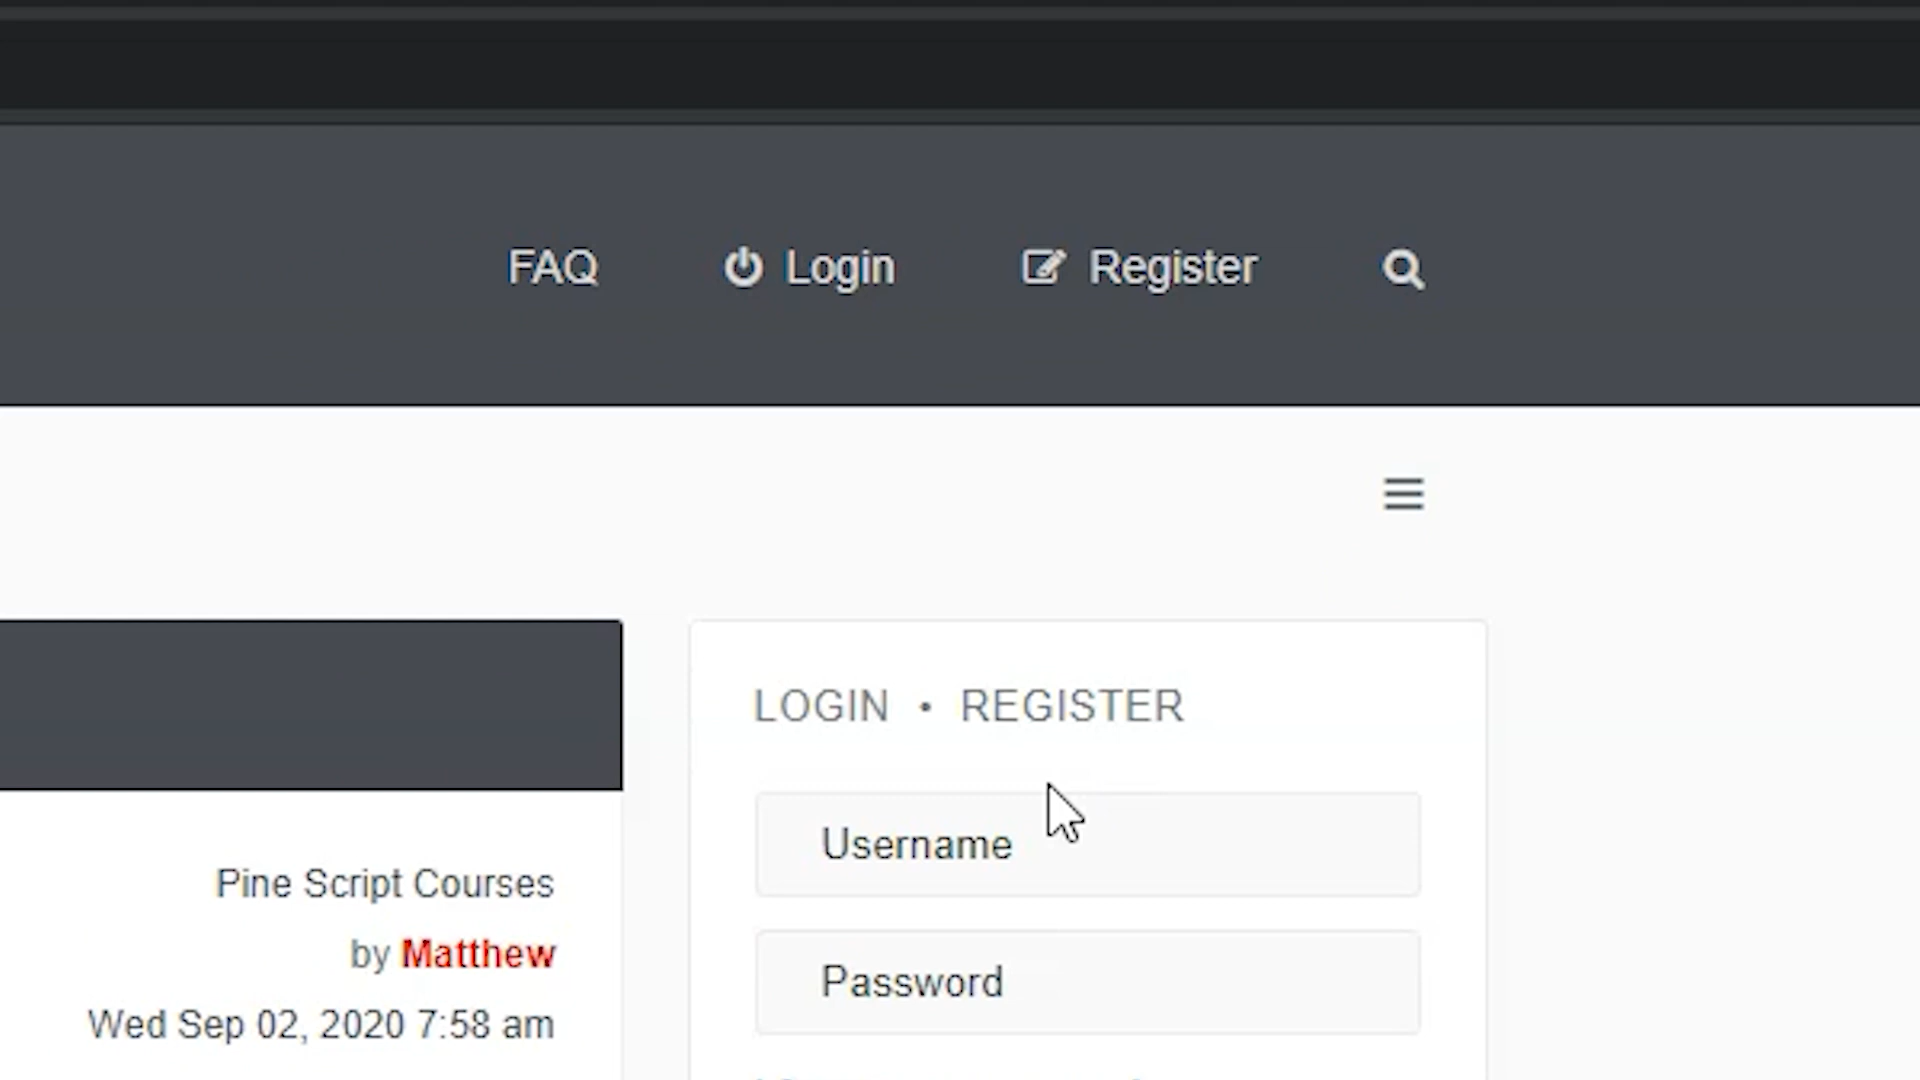 FAQ Login Register
LOGIN • REGISTER
Username
Password
Pine Script Courses
by Matthew
Wed Sep 02, 2020 7:58 am